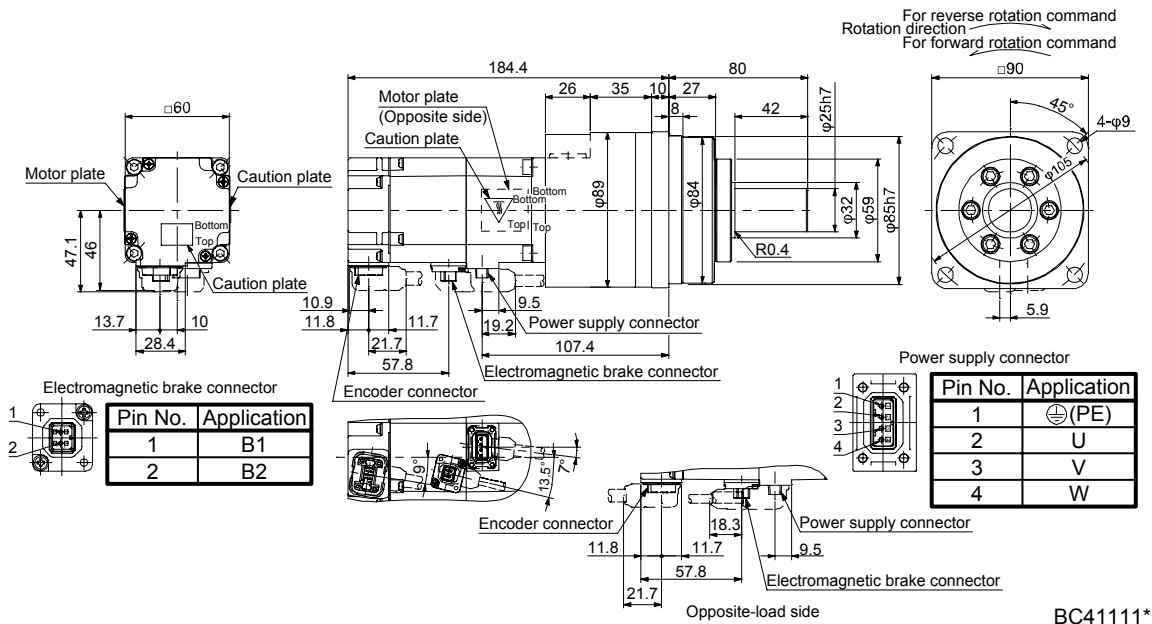 For reverse rotation command
Rotation direction
For forward rotation command
184.4
80
□90
26
35
10
27
□60
Motor plate
(Opposite side)
8
42
φ25h7
45°
4-φ9
Caution plate
φ105
Motor plate
Caution plate
Bottom
Bottom
φ89
φ84
φ32
φ59
φ85h7
Bottom
Top
Top
Top
47.1
46
R0.4
Caution plate
10.9
9.5
5.9
13.7
10
11.8
11.7
Power supply connector
19.2
28.4
21.7
107.4
57.8
Electromagnetic brake connector
Power supply connector
Electromagnetic brake connector
Encoder connector
1
2
Pin No. Application
1 B1
2 B2
1
2
3
4
Pin No. Application
1 (PE)
2 U
3 V
4 W
9°
13.5°
7°
Encoder connector
18.3
Power supply connector
11.8
11.7
9.5
57.8
Electromagnetic brake connector
21.7
Opposite-load side
BC41111*